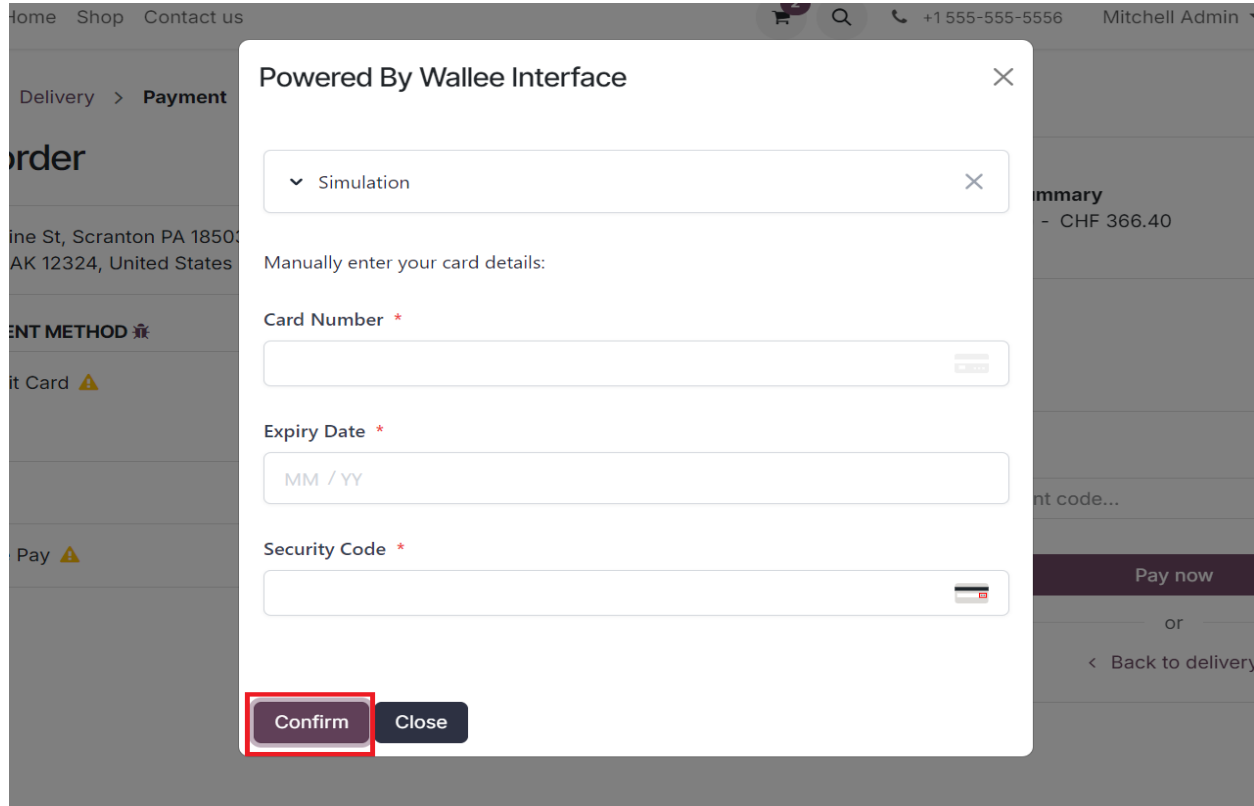 Home Shop Contact us
2
+1 555-555-5556
Mitchell Admin
Powered By Wallee Interface
Delivery > Payment
order
Simulation
ummary
- CHF 366.40
ine St, Scranton PA 18503
AK 12324, United States
Manually enter your card details:
ENT METHOD
Card Number *
it Card
Expiry Date *
MM / YY
nt code...
Security Code *
Pay
Pay now
or
< Back to delivery
Confirm
Close